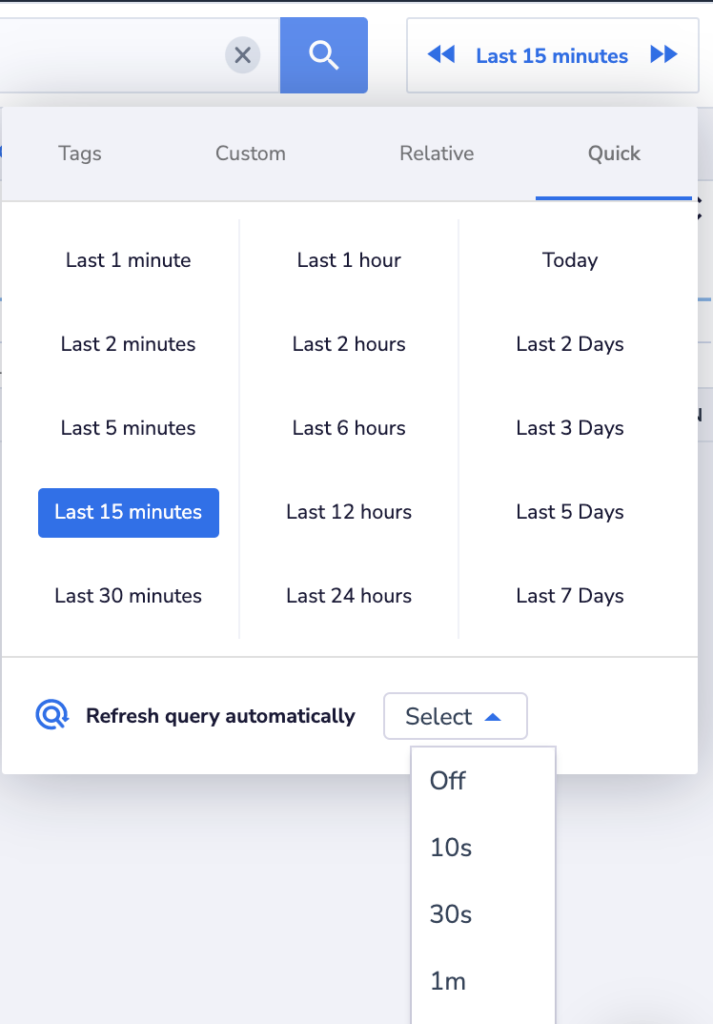 Last 15 minutes
Tags Custom Relative Quick
Last 1 minute Last 1 hour Today
Last 2 minutes Last 2 hours Last 2 Days
Last 5 minutes Last 6 hours Last 3 Days
Last 15 minutes Last 12 hours Last 5 Days
Last 30 minutes Last 24 hours Last 7 Days
Refresh query automatically Select
Off
10s
30s
1m